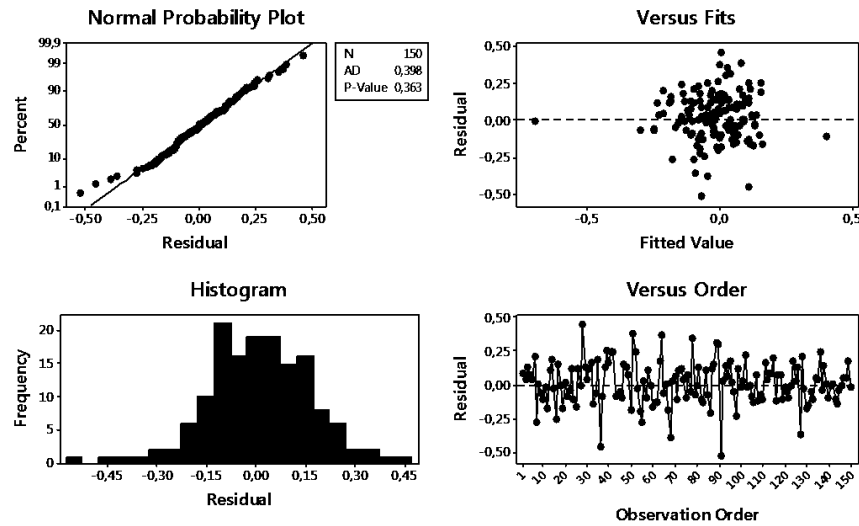 Normal Probability Plot
99,9
99
90
50
10
1
0,1
Percent
-0,50
-0,25
0,00
0,25
0,50
Residual
N 150
AD 0,398
P-Value 0,363
Versus Fits
0,50
0,25
0,00
-0,25
-0,50
Residual
-0,5
0,0
0,5
Fitted Value
Histogram
20
15
10
5
0
Frequency
-0,45
-0,30
-0,15
0,00
0,15
0,30
0,45
Residual
Versus Order
0,50
0,25
0,00
-0,25
-0,50
Residual
1 10 20 30 40 50 60 70 80 90 100 110 120 130 140 150
Observation Order